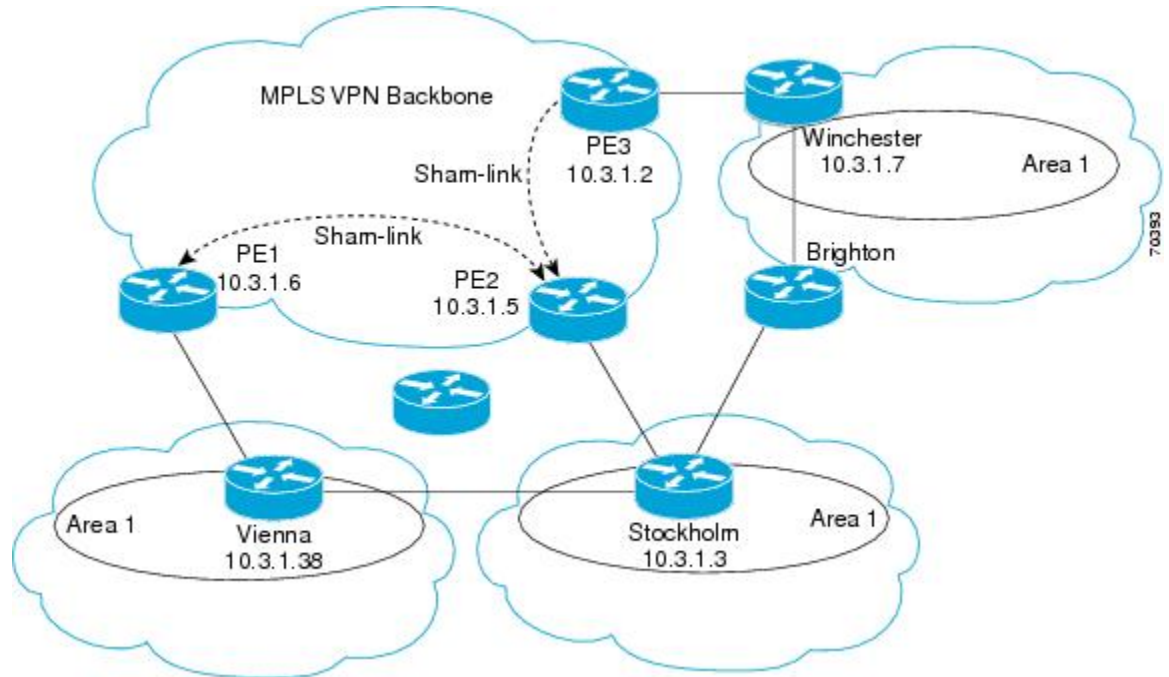 MPLS VPN Backbone
PE3
10.3.1.2
Sham-link
Winchester
10.3.1.7
Area 1
70393
Sham-link
PE1
10.3.1.6
PE2
10.3.1.5
Brighton
Area 1
Vienna
10.3.1.38
Stockholm
10.3.1.3
Area 1